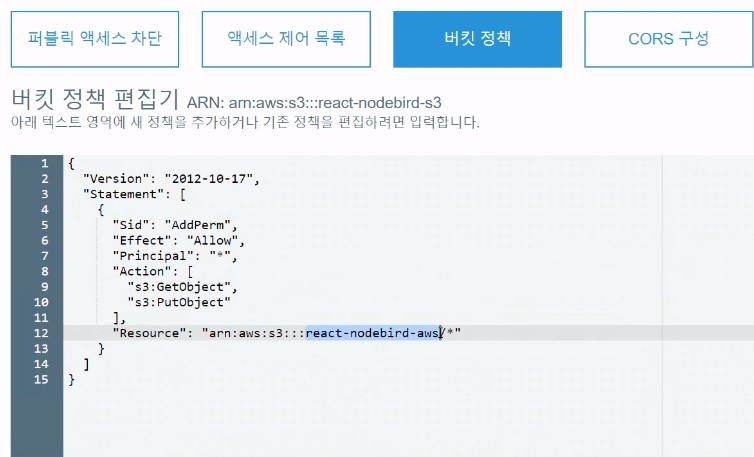 퍼블릭 액세스 차단
액세스 제어 목록
버킷 정책
CORS 구성
버킷 정책 편집기 ARN: arn:aws:s3:::react-nodebird-s3
아래 텍스트 영역에 새 정책을 추가하거나 기존 정책을 편집하려면 입력합니다.
1 {
2 "Version": "2012-10-17",
3 "Statement": [
4 {
5 "Sid": "AddPerm",
6 "Effect": "Allow",
7 "Principal": "*",
8 "Action": [
9 "s3:GetObject",
10 "s3:PutObject"
11 ],
12 "Resource": "arn:aws:s3:::react-nodebird-aws/*"
13 }
14 ]
15 }